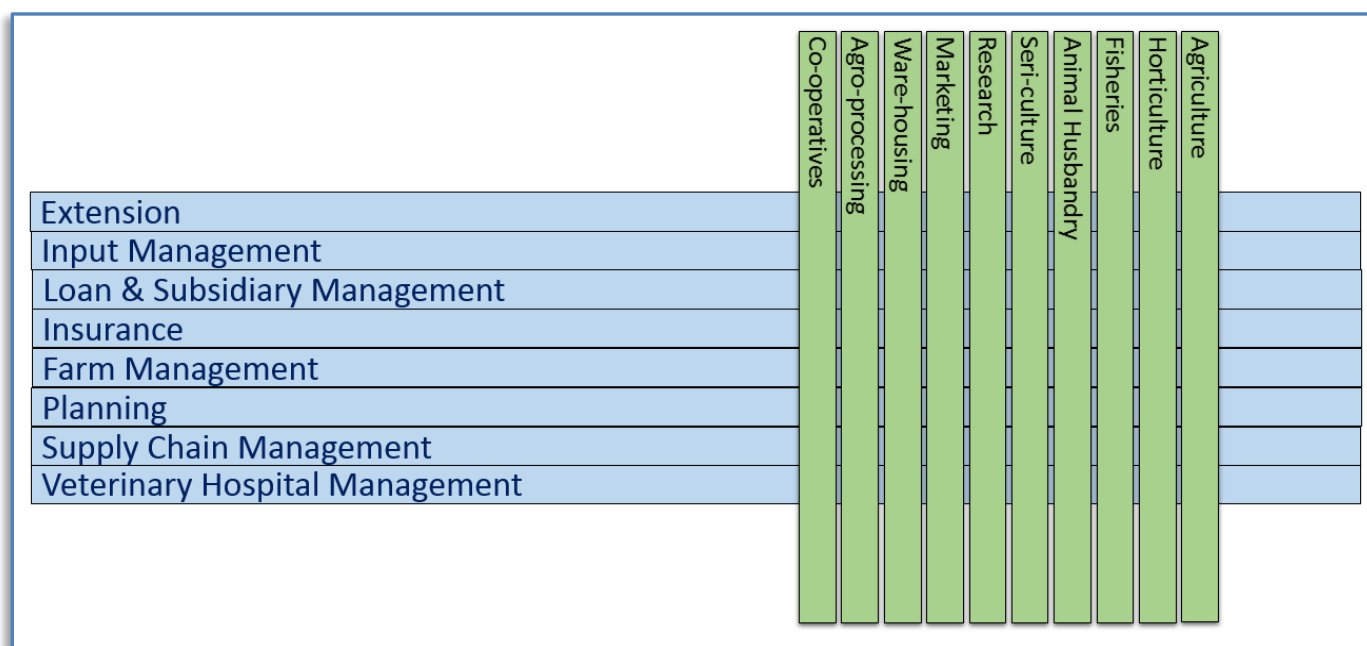 Co-operatives
Agro-processing
Ware-housing
Marketing
Research
Seri-culture
Animal Husbandry
Fisheries
Horticulture
Agriculture
Extension
Input Management
Loan & Subsidiary Management
Insurance
Farm Management
Planning
Supply Chain Management
Veterinary Hospital Management